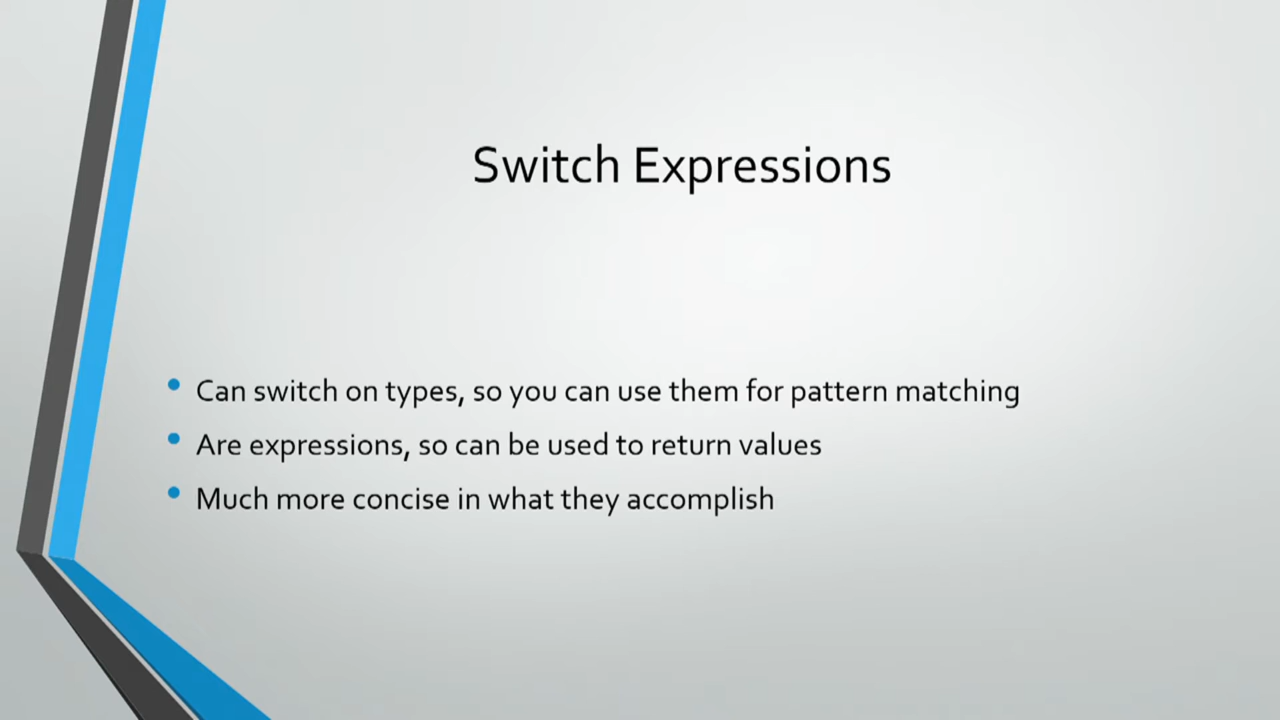 Switch Expressions
Can switch on types, so you can use them for pattern matching
Are expressions, so can be used to return values
Much more concise in what they accomplish